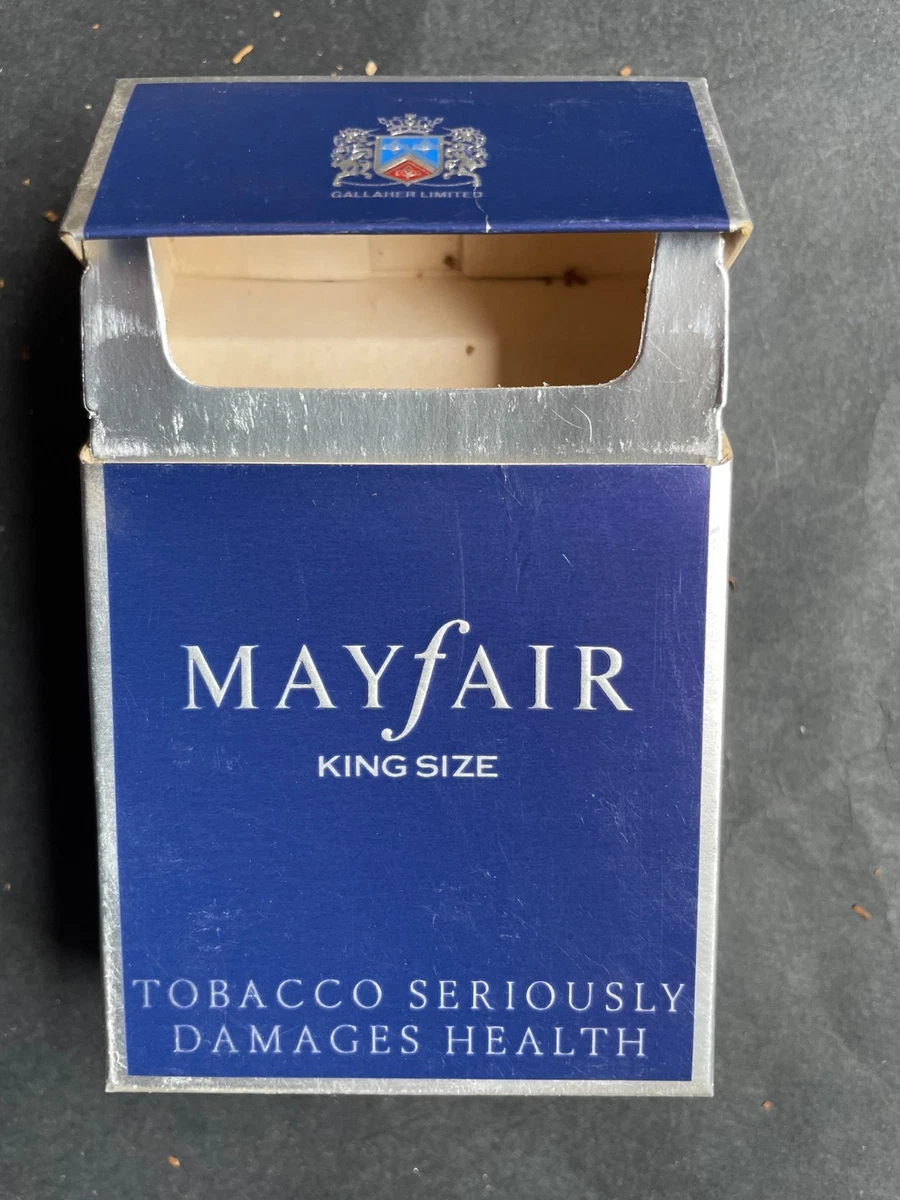 GALLAHER LIMITED
MAYfAIR
KING SIZE
TOBACCO SERIOUSLY
DAMAGES HEALTH